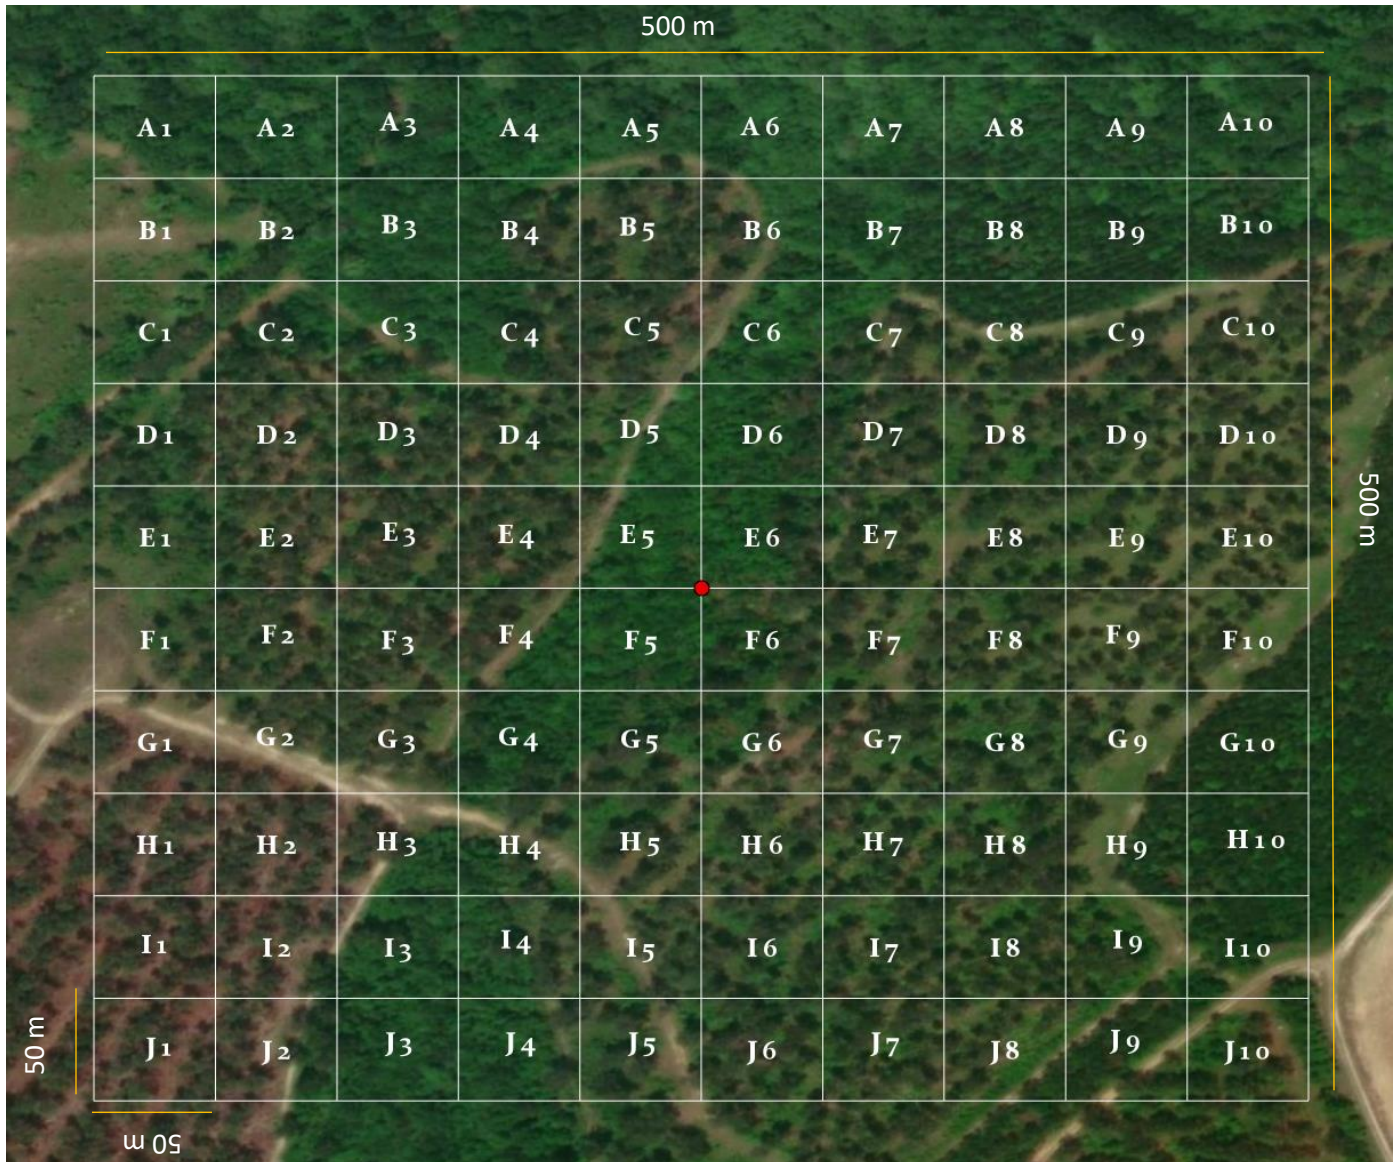 500 m
A1 A2 A3 A4 A5 A6 A7 A8 A9 A10
B1 B2 B3 B4 B5 B6 B7 B8 B9 B10
C1 C2 C3 C4 C5 C6 C7 C8 C9 C10
D1 D2 D3 D4 D5 D6 D7 D8 D9 D10
500 m
E1 E2 E3 E4 E5 E6 E7 E8 E9 E10
F1 F2 F3 F4 F5 F6 F7 F8 F9 F10
G1 G2 G3 G4 G5 G6 G7 G8 G9 G10
H1 H2 H3 H4 H5 H6 H7 H8 H9 H10
I1 I2 I3 I4 I5 I6 I7 I8 I9 I10
50 m
J1 J2 J3 J4 J5 J6 J7 J8 J9 J10
50 m